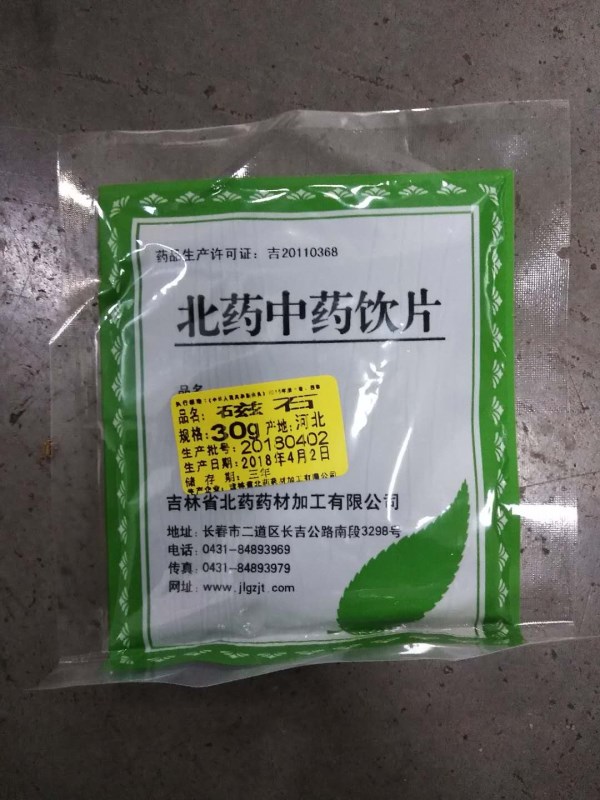 药品生产许可证：吉20110368
北药中药饮片
品名
品名：磁石
规格：30g 产地：河北
生产批号：20180402
生产日期：2018年4月2日
储存期：三年
吉林省北药药材加工有限公司
地址：长春市二道区长吉公路南段3298号
电话：0431-84893969
传真：0431-84893979
网址：www.jlgzjt.com